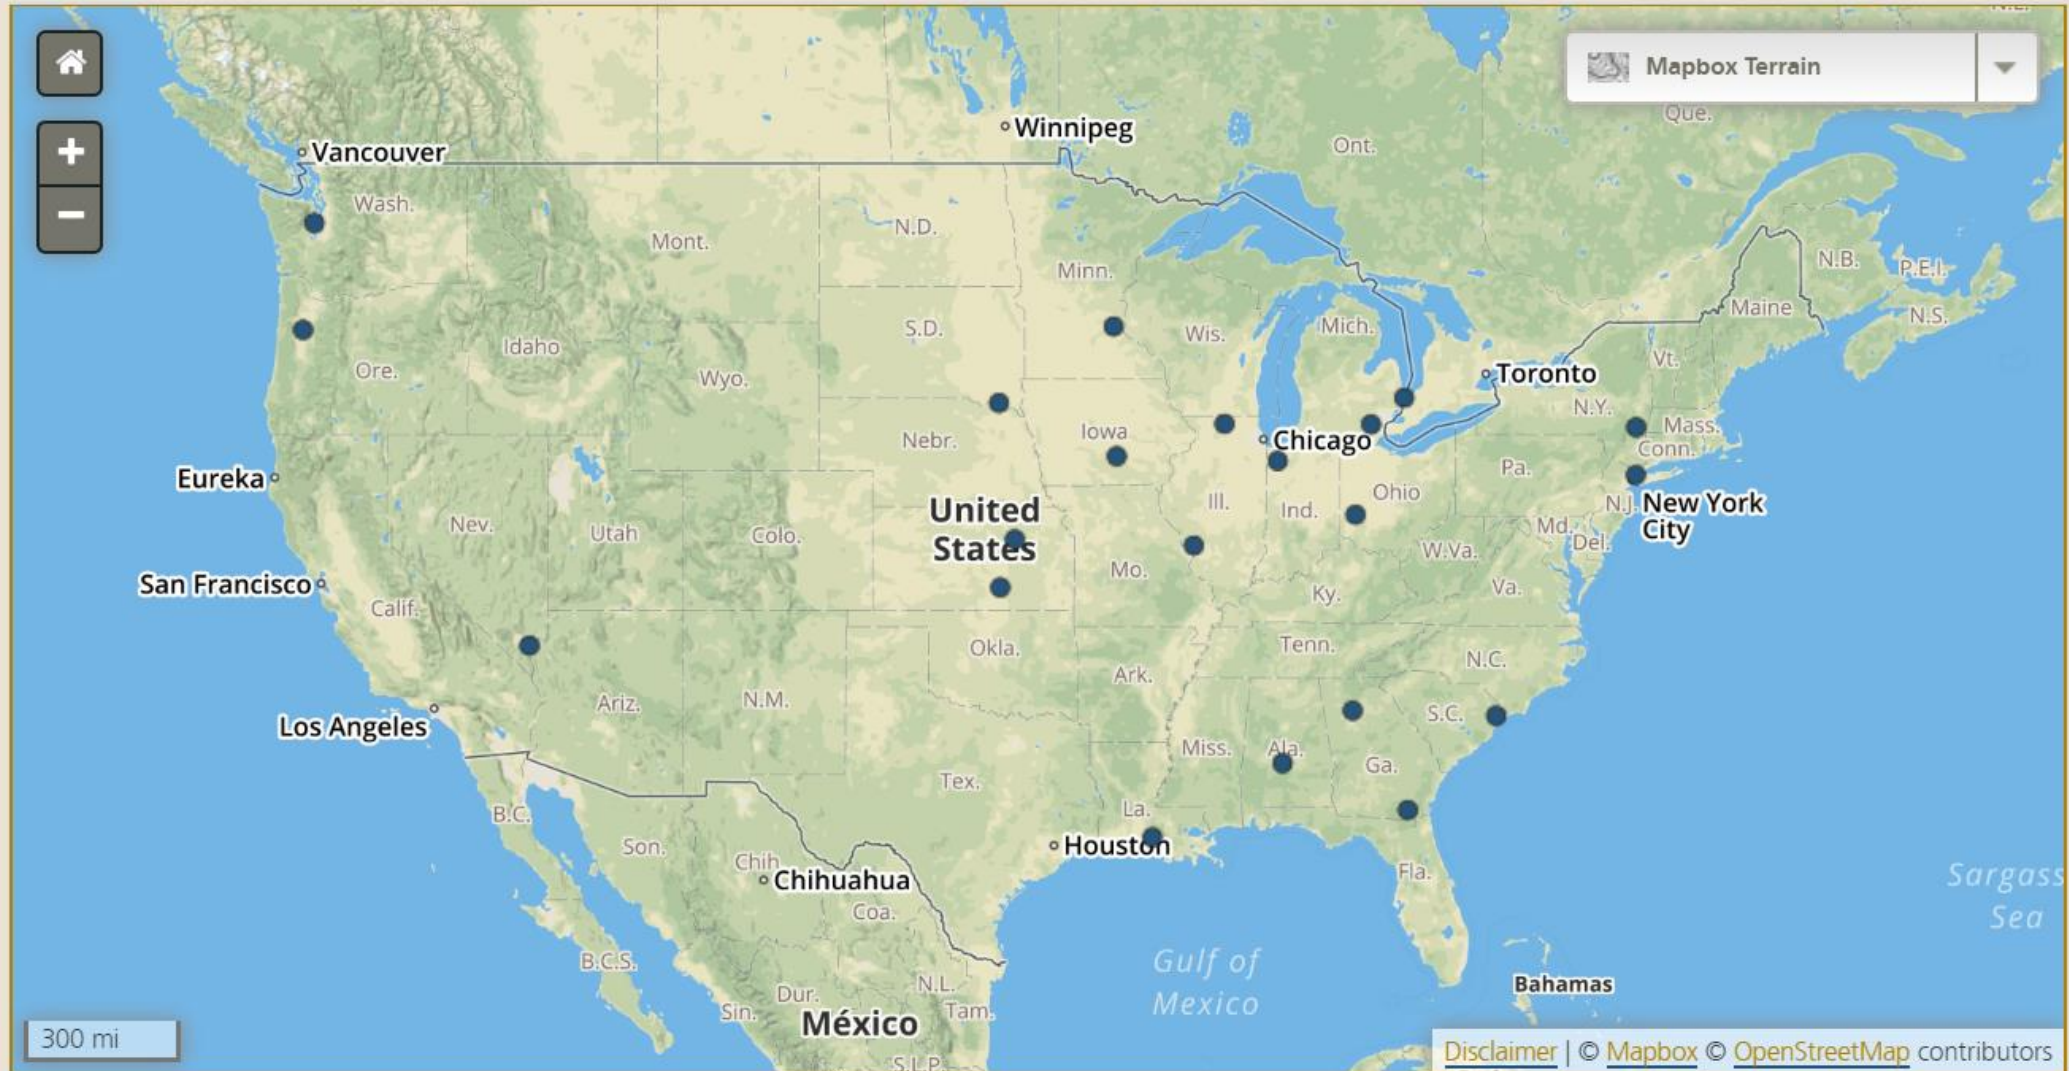 Mapbox Terrain
Que.
Winnipeg
Ont.
Vancouver
Wash.
N.D.
Mont.
Minn.
N.B.
P.E.I.
Maine
N.S.
S.D.
Wis.
Mich.
Idaho
Vt.
Ore.
Wyo.
Toronto
N.Y.
Mass.
Iowa
Nebr.
Chicago
Conn.
Pa.
Eureka
Ohio
Ill.
Ind.
N.J.
New York
City
United
States
Nev.
Utah
Colo.
Md.
Del.
W.Va.
Mo.
Va.
San Francisco
Calif.
Ky.
Okla.
Tenn.
N.C.
Ark.
Ariz.
N.M.
S.C.
Los Angeles
Miss.
Ala.
Ga.
Tex.
B.C.
La.
Houston
Son.
Chih.
Chihuahua
Fla.
Coa.
Sargass
Sea
B.C.S.
Gulf of
Mexico
Bahamas
N.L.
Dur.
Sin.
Tam.
México
300 mi
S.L.P.
Disclaimer | © Mapbox © OpenStreetMap contributors